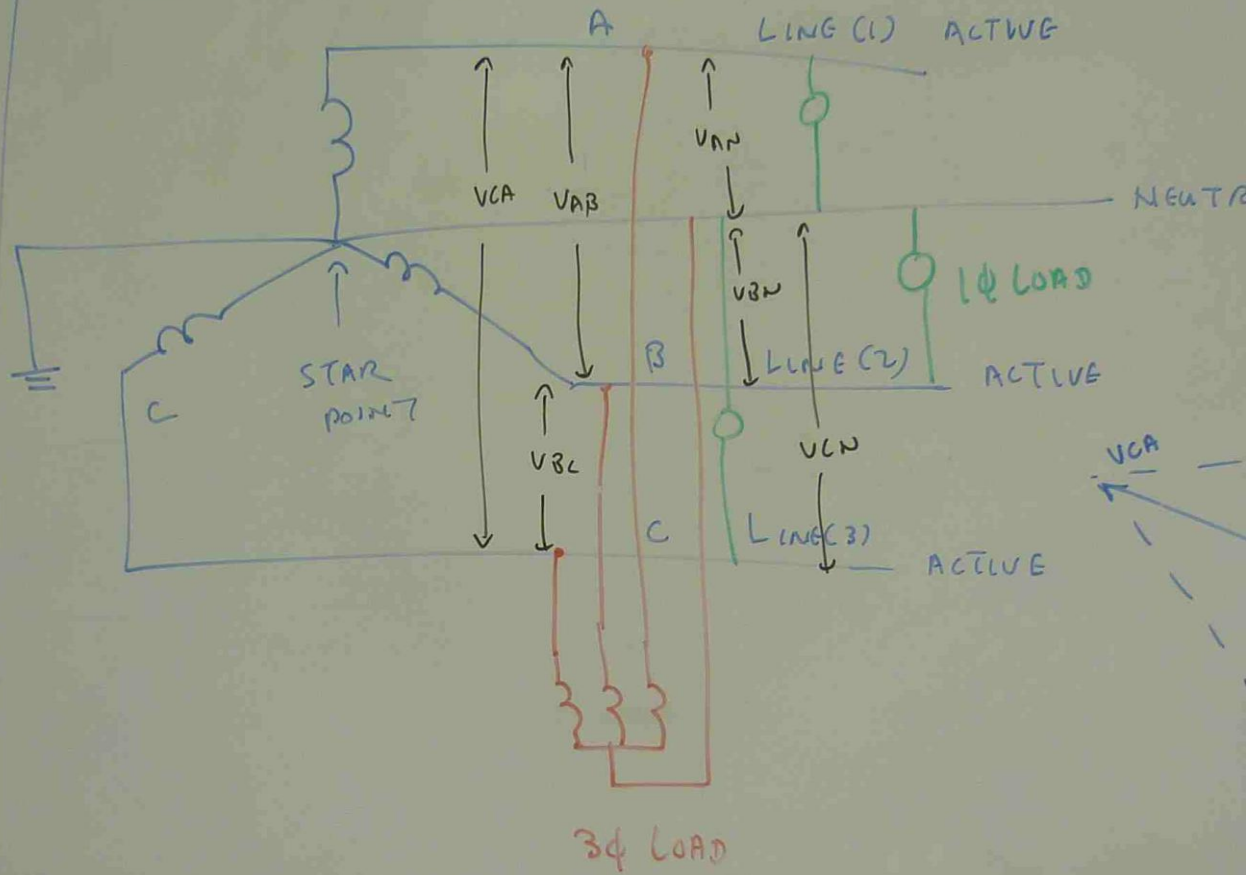 A
LINE (1) ACTIVE
VAN
VCA
VAB
NEUTR
VBN
1ϕ LOAD
STAR
POINT
B
LINE (2)
ACTIVE
C
VBC
VCN
VCA
C
LINE (3)
ACTIVE
3ϕ LOAD